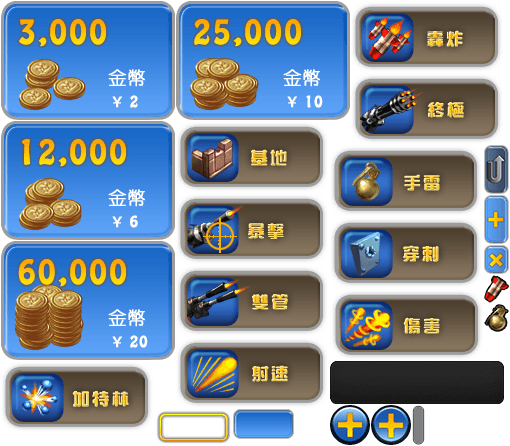 3,000
金幣
¥ 2
25,000
金幣
¥ 10
轟炸
終極
12,000
金幣
¥ 6
基地
手雷
暴擊
穿刺
60,000
金幣
¥ 20
雙管
傷害
加特林
射速